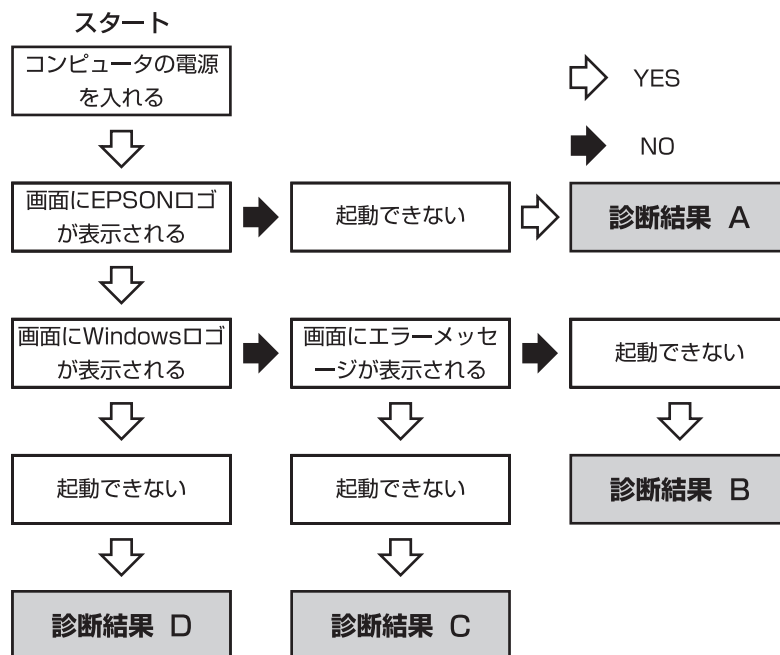 スタート
コンピュータの電源
を入れる
YES
NO
画面にEPSONロゴ
が表示される
起動できない
診断結果 A
画面にWindowsロゴ
が表示される
画面にエラーメッセ
ージが表示される
起動できない
起動できない
起動できない
診断結果 B
診断結果 D
診断結果 C